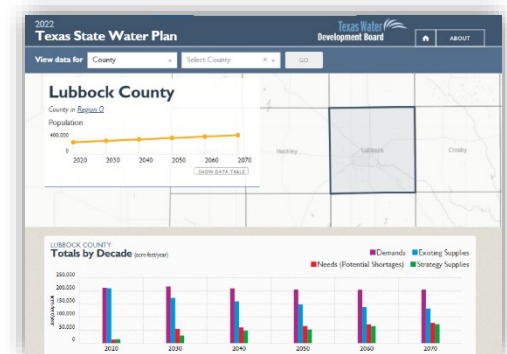 2022
Texas State Water Plan
Texas Water
Development Board
ABOUT
View data for County Select County × GO
Lubbock County
County in Region O
Population
400,000
0
2020 2030 2040 2050 2060 2070
SHOW DATA TABLE
Hockley
Lubbock
Crosby
LUBBOCK COUNTY
Totals by Decade (acre-feet/year)
Demands Existing Supplies
Needs (Potential Shortages) Strategy Supplies
250,000
200,000
150,000
100,000
50,000
0
acre-feet/year
2020 2030 2040 2050 2060 2070